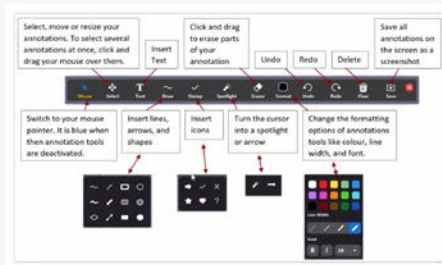 Select, move or resize your
annotations. To select several
annotations at once, click and
drag your mouse over them.
Insert
Text
Click and drag
to erase parts
of your
annotation
Undo
Redo
Delete
Save all
annotations on
the screen as a
screenshot
Mouse
Select
Text
Draw
Stamp
Spotlight
Eraser
Format
Undo
Redo
Clear
Save
Switch to your mouse
pointer. It is blue when
then annotation tools
are deactivated.
Insert lines,
arrows, and
shapes
Insert
icons
Turn the cursor
into a spotlight
or arrow
Change the formatting
options of annotations
tools like colour, line
width, and font.
Line Width
Font
B
I
24